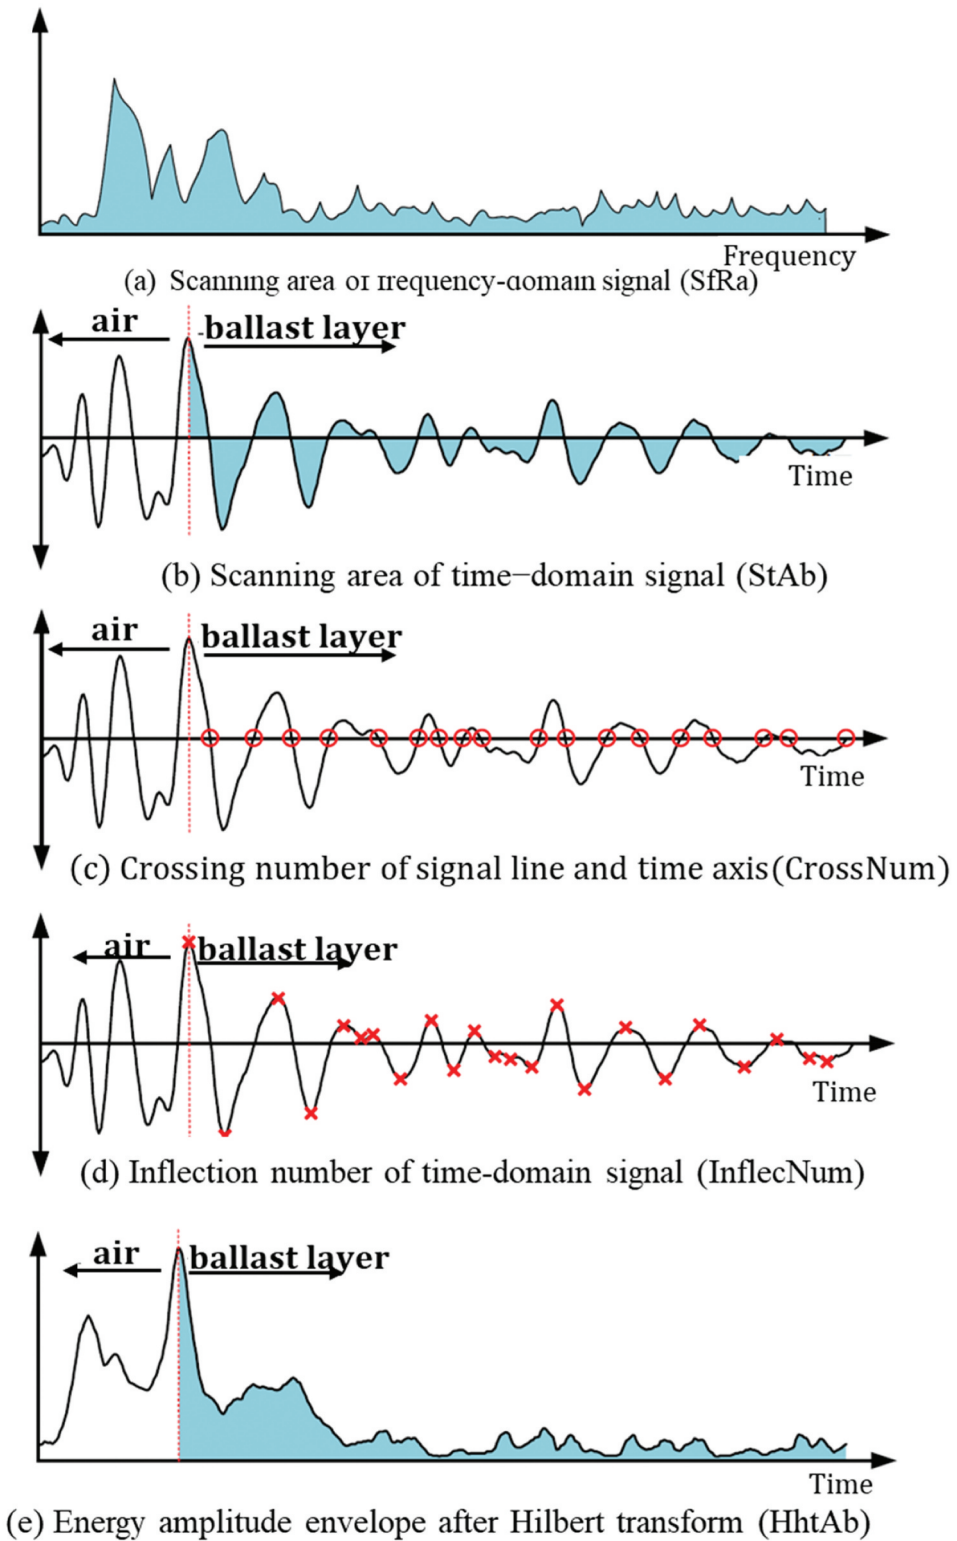 Frequency
(a) Scanning area of frequency-domain signal (SfRa)
air
ballast layer
Time
(b) Scanning area of time−domain signal (StAb)
air
ballast layer
Time
(c) Crossing number of signal line and time axis(CrossNum)
air
ballast layer
Time
(d) Inflection number of time-domain signal (InflecNum)
air
ballast layer
Time
(e) Energy amplitude envelope after Hilbert transform (HhtAb)